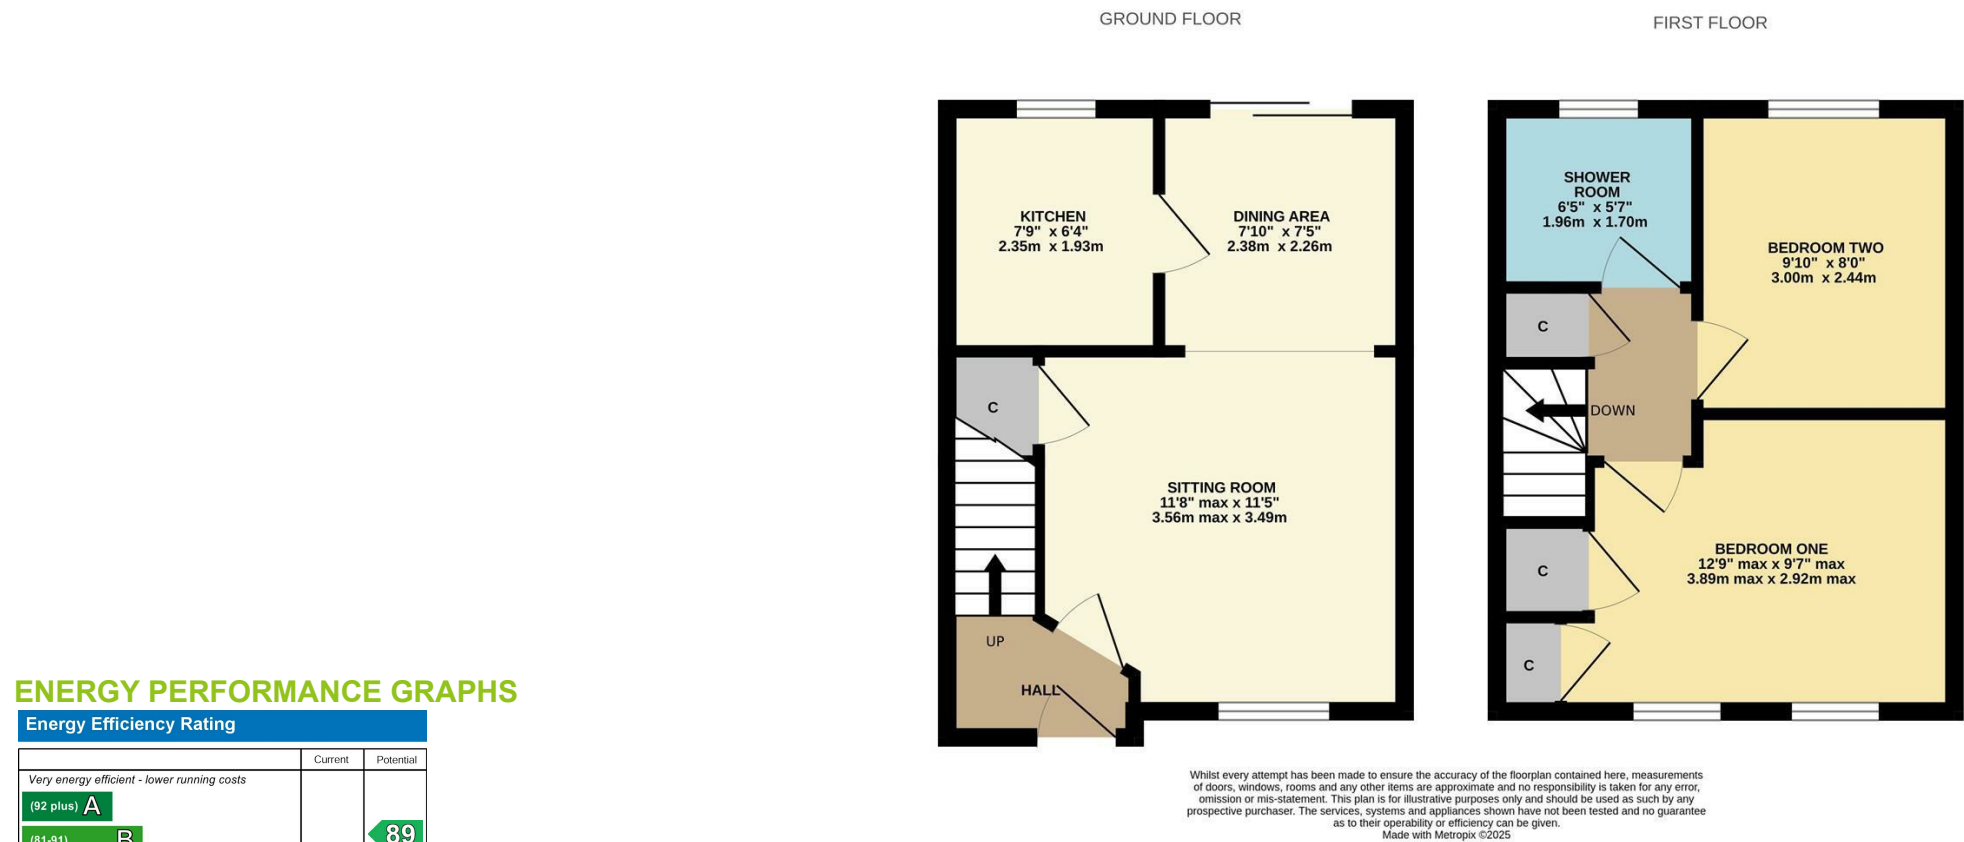 GROUND FLOOR
KITCHEN
7'9" x 6'4"
2.35m x 1.93m
DINING AREA
7'10" x 7'5"
2.38m x 2.26m
C
SITTING ROOM
11'8" max x 11'5"
3.56m max x 3.49m
UP
HALL
FIRST FLOOR
SHOWER
ROOM
6'5" x 5'7"
1.96m x 1.70m
BEDROOM TWO
9'10" x 8'0"
3.00m x 2.44m
C
DOWN
BEDROOM ONE
12'9" max x 9'7" max
3.89m max x 2.92m max
C
C
ENERGY PERFORMANCE GRAPHS
Energy Efficiency Rating
Current Potential
Very energy efficient - lower running costs
(92 plus) A
(81-91) B
89
Whilst every attempt has been made to ensure the accuracy of the floorplan contained here, measurements
of doors, windows, rooms and any other items are approximate and no responsibility is taken for any error,
omission or mis-statement. This plan is for illustrative purposes only and should be used as such by any
prospective purchaser. The services, systems and appliances shown have not been tested and no guarantee
as to their operability or efficiency can be given.
Made with Metropix ©2025